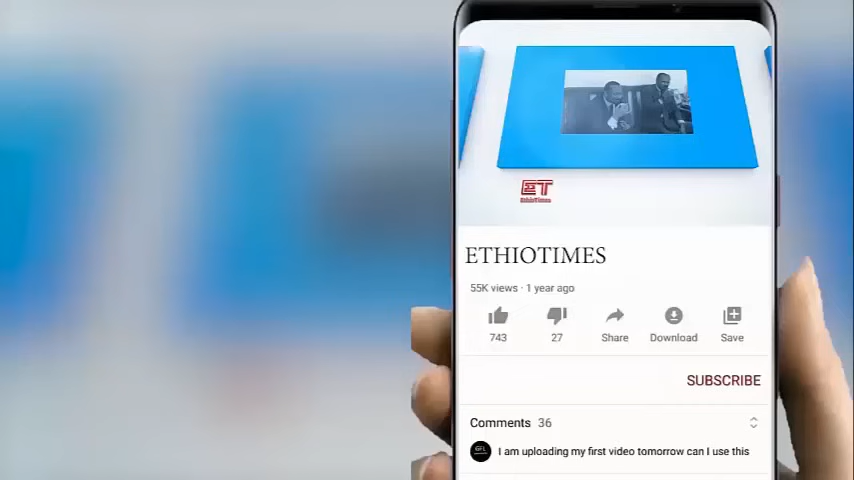 ET
EthioTimes
ETHIOTIMES
55K views · 1 year ago
743
27
Share
Download
Save
SUBSCRIBE
Comments 36
GFL
I am uploading my first video tomorrow can I use this